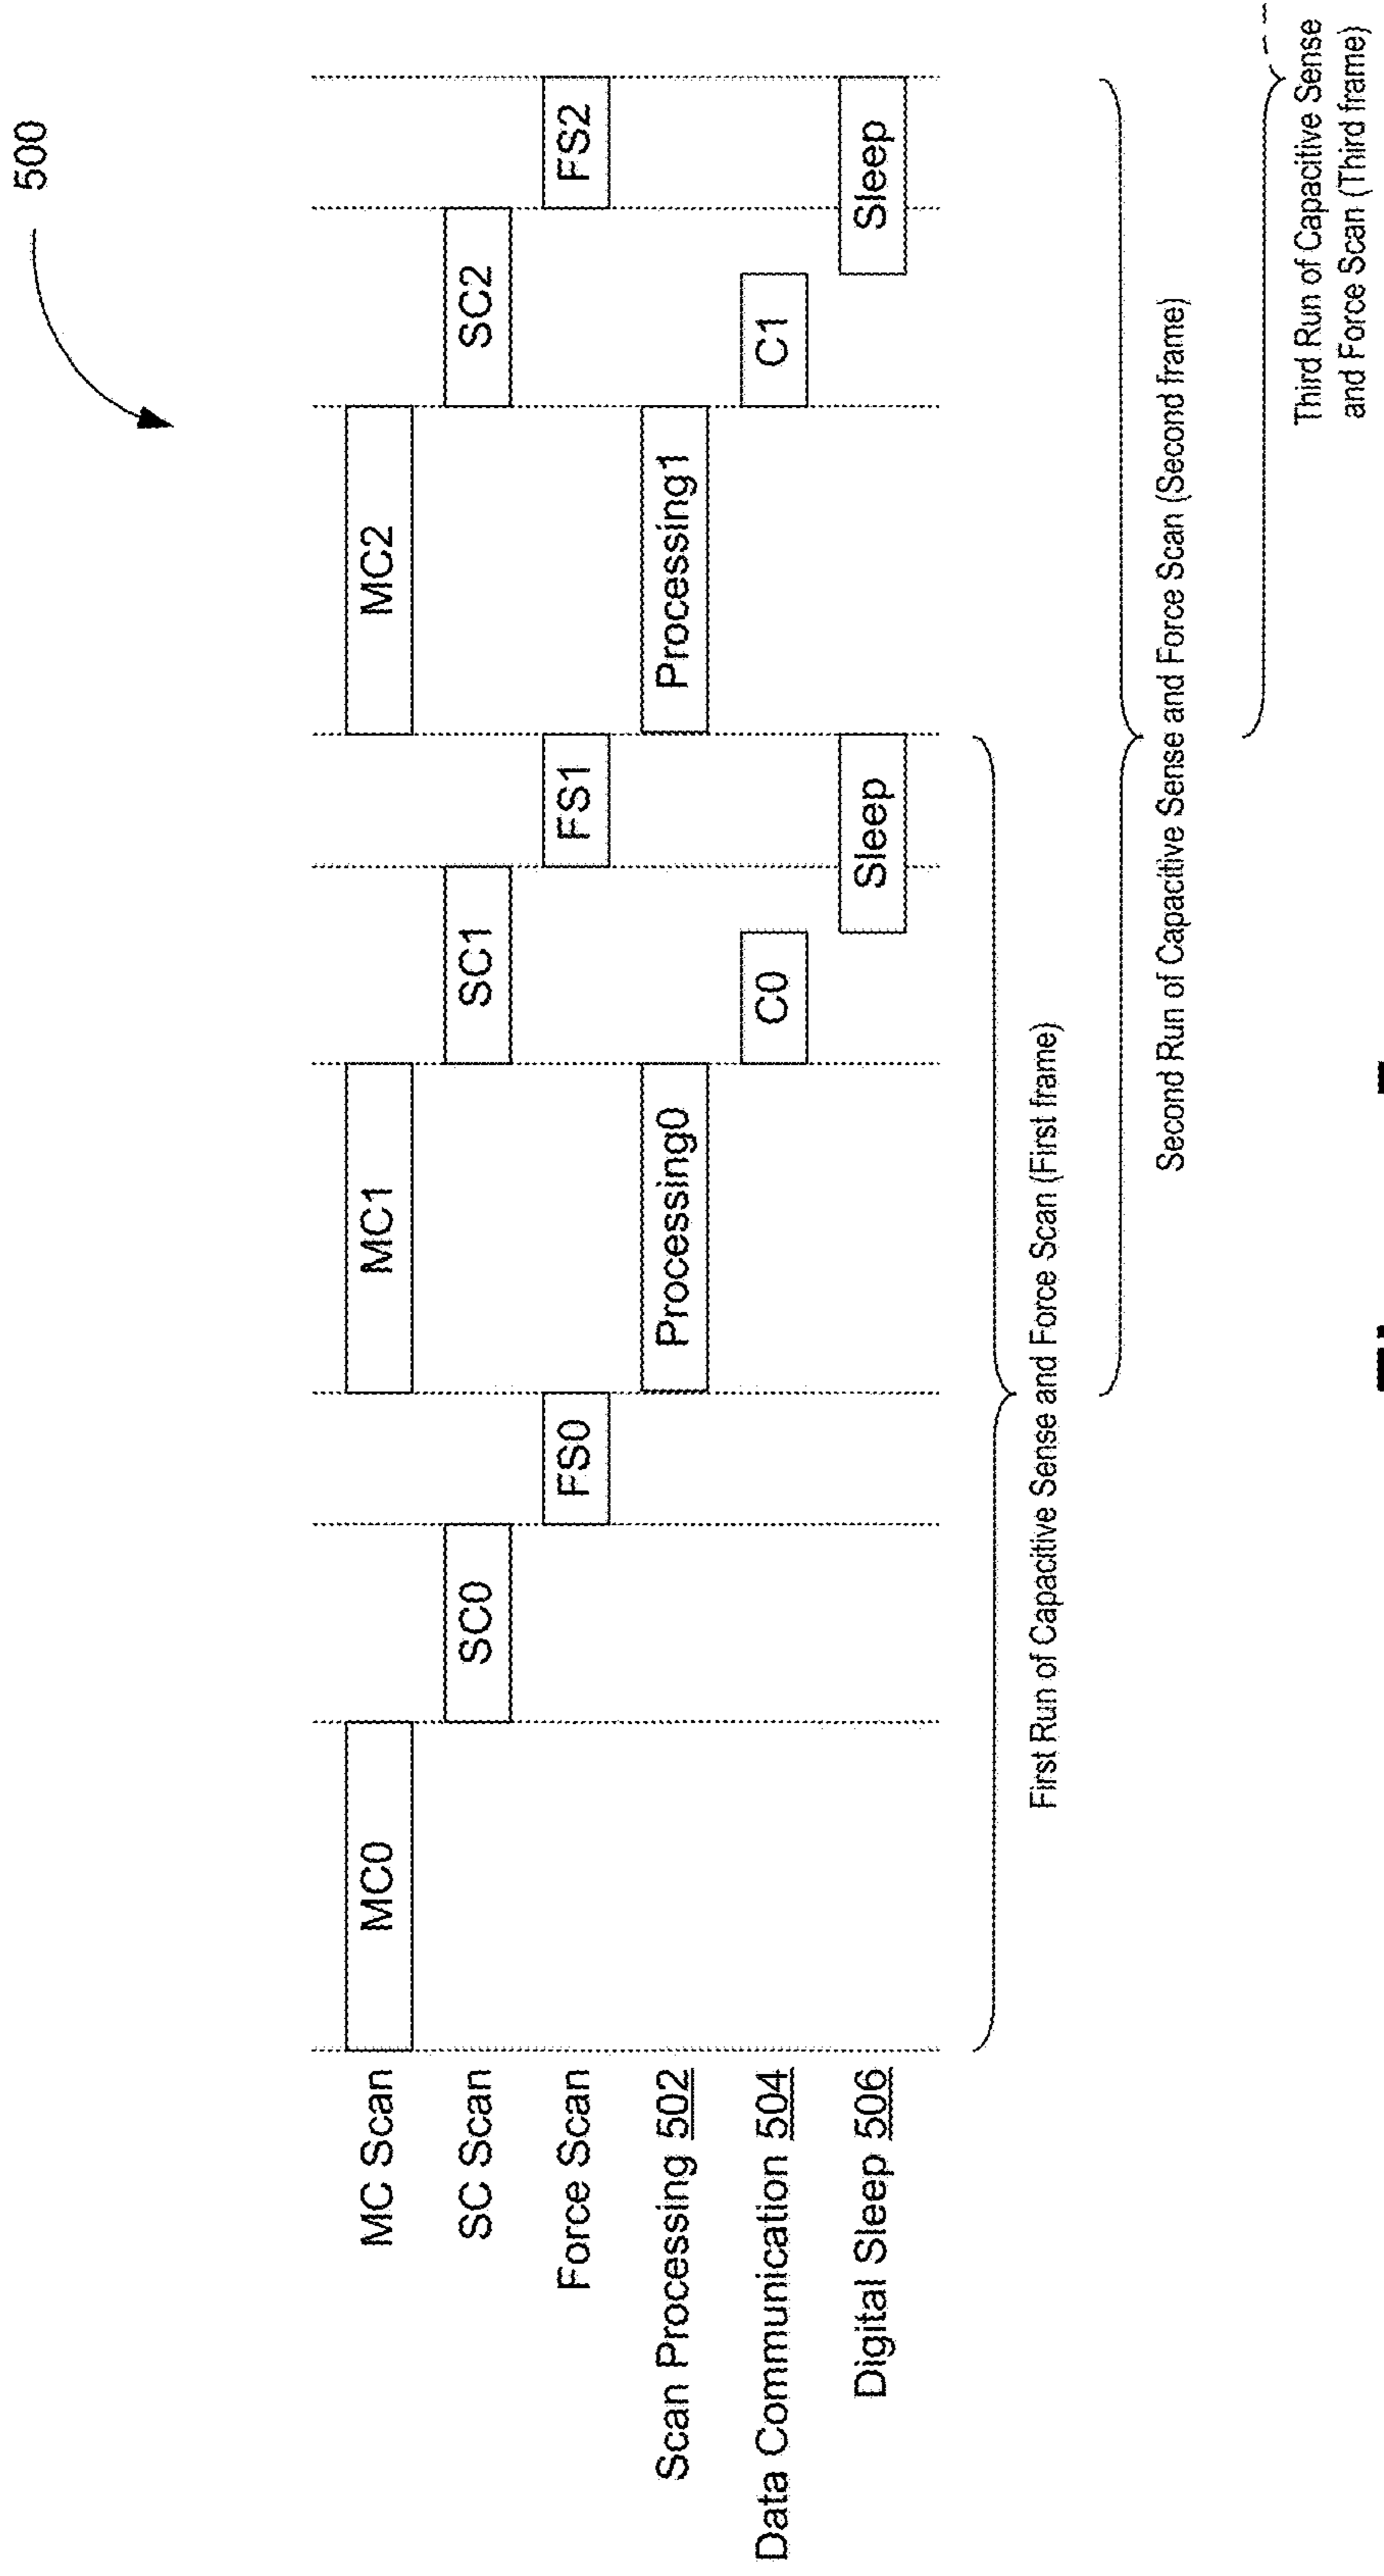 500
MC Scan MC0 MC1 MC2
SC Scan SC0 SC1 SC2
Force Scan FS0 FS1 FS2
Scan Processing 502 Processing0 Processing1
Data Communication 504 C0 C1
Digital Sleep 506 Sleep Sleep
First Run of Capacitive Sense and Force Scan (First frame)
Second Run of Capacitive Sense and Force Scan (Second frame)
Third Run of Capacitive Sense
and Force Scan (Third frame)